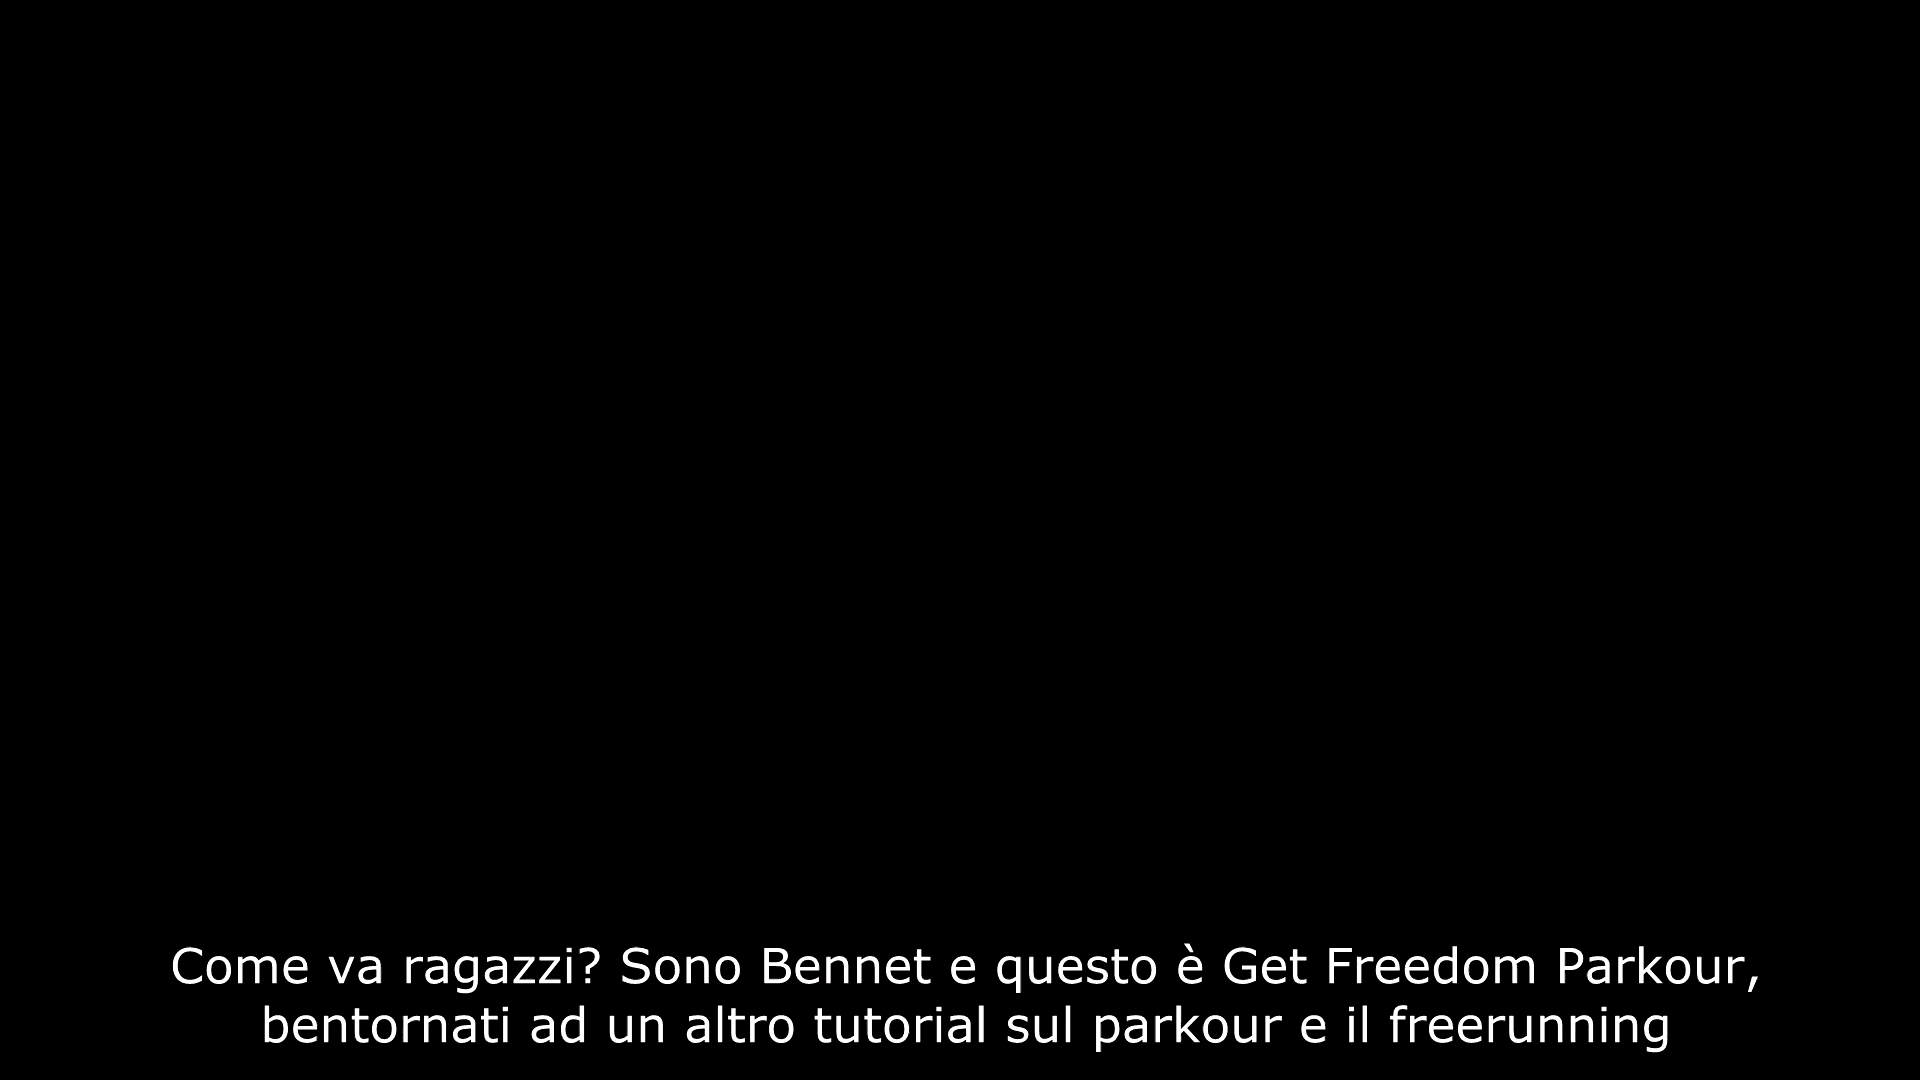 Come va ragazzi? Sono Bennet e questo è Get Freedom Parkour,
bentornati ad un altro tutorial sul parkour e il freerunning